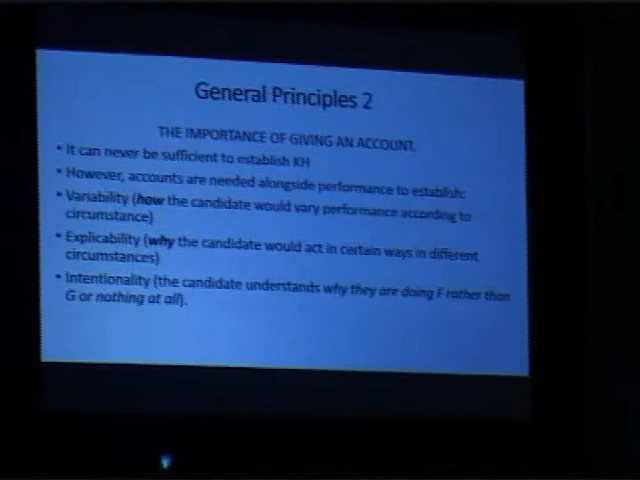 General Principles 2
THE IMPORTANCE OF GIVING AN ACCOUNT.
• It can never be sufficient to establish KH
• However, accounts are needed alongside performance to establish:
• Variability (how the candidate would vary performance according to
circumstance)
• Explicability (why the candidate would act in certain ways in different
circumstances)
• Intentionality (the candidate understands why they are doing F rather than
G or nothing at all).